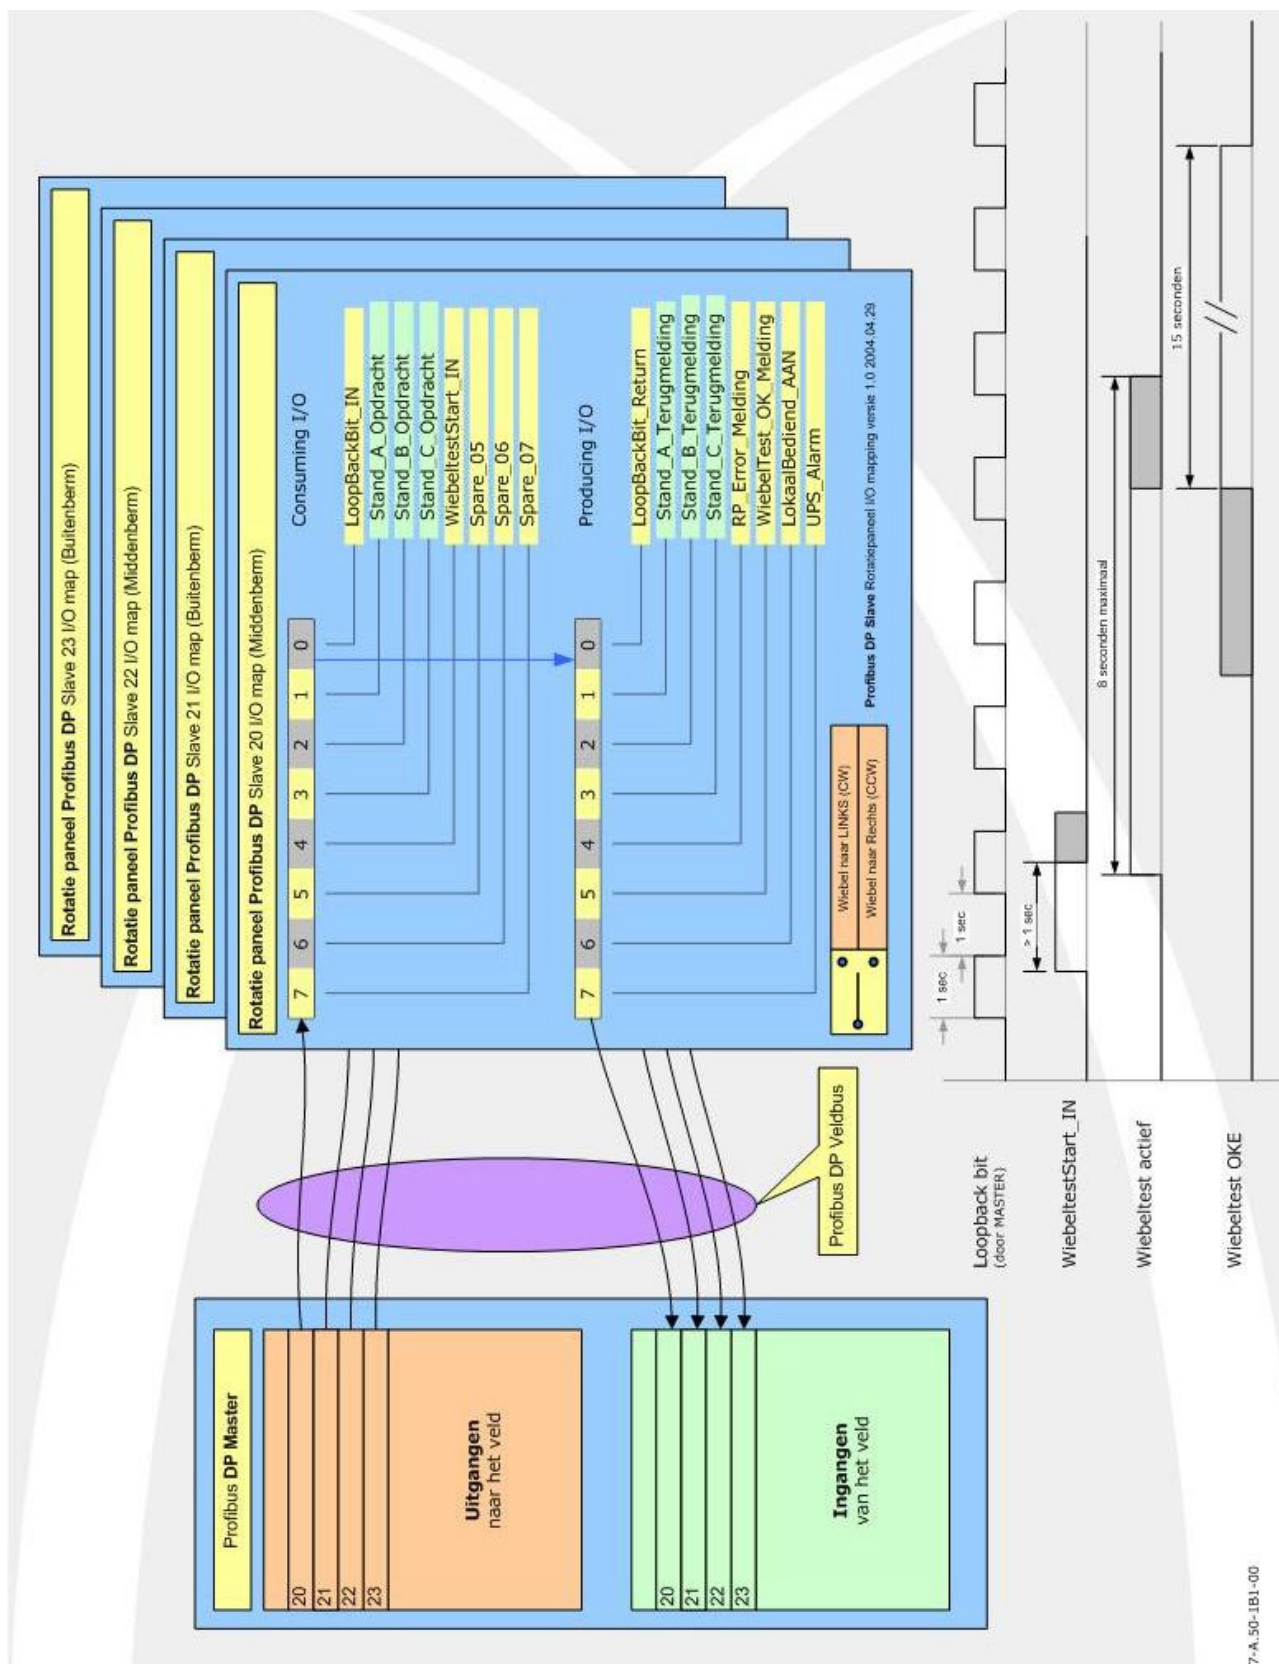 Profibus DP Master
20
21
22
23
Uitgangen
naar het veld
20
21
22
23
Ingangen
van het veld
Profibus DP Veldbus
Rotatie paneel Profibus DP Slave 23 I/O map (Buitenberm)
Rotatie paneel Profibus DP Slave 22 I/O map (Middenberm)
Rotatie paneel Profibus DP Slave 21 I/O map (Buitenberm)
Rotatie paneel Profibus DP Slave 20 I/O map (Middenberm)
Consuming I/O
7 6 5 4 3 2 1 0
LoopBackBit_IN
Stand_A_Opdracht
Stand_B_Opdracht
Stand_C_Opdracht
WiebeltestStart_IN
Spare_05
Spare_06
Spare_07
Producing I/O
7 6 5 4 3 2 1 0
LoopBackBit_Return
Stand_A_Terugmelding
Stand_B_Terugmelding
Stand_C_Terugmelding
RP_Error_Melding
WiebelTest_OK_Melding
LokaalBediend_AAN
UPS_Alarm
Wiebel naar LINKS (CW)
Wiebel naar Rechts (CCW)
Profibus DP Slave Rotatiepaneel I/O mapping versie 1.0 2004.04.29
Loopback bit
(door MASTER)
1 sec
1 sec
WiebeltestStart_IN
> 1 sec
Wiebeltest actief
8 seconden maximaal
Wiebeltest OKE
15 seconden
7-A.50-1B1-00